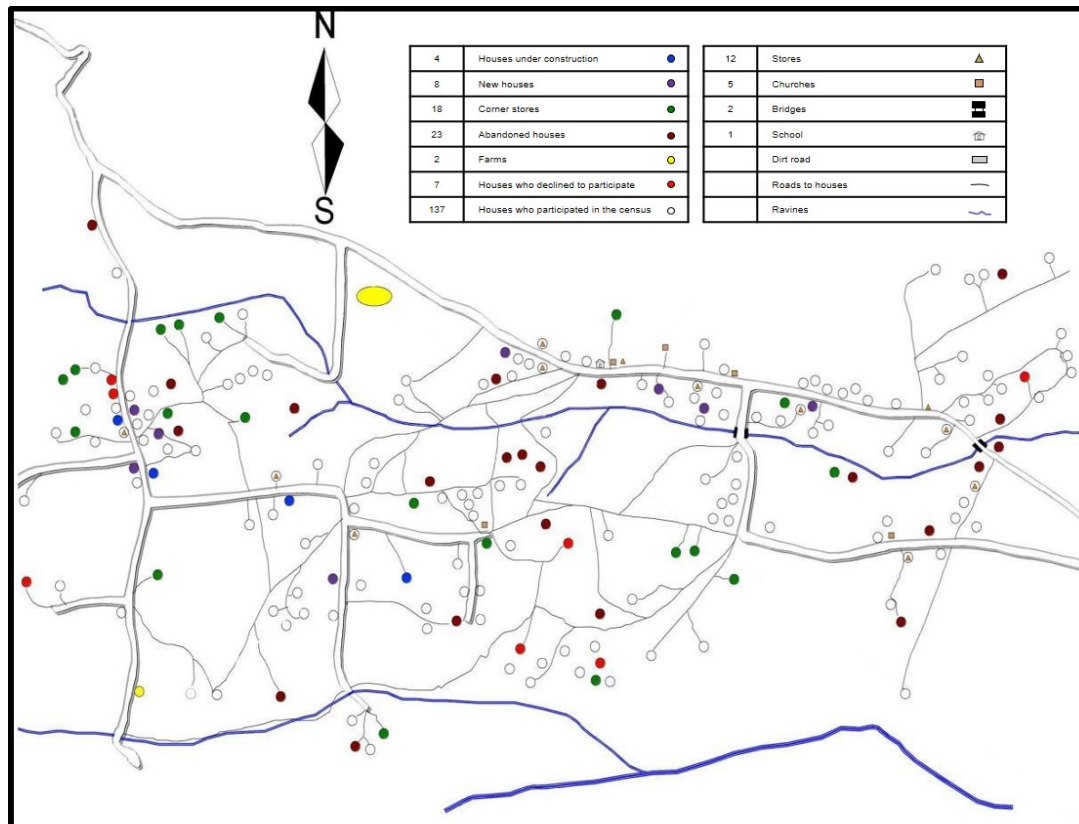 N
S
4 Houses under construction
8 New houses
18 Corner stores
23 Abandoned houses
2 Farms
7 Houses who declined to participate
137 Houses who participated in the census
12 Stores
5 Churches
2 Bridges
1 School
Dirt road
Roads to houses
Ravines